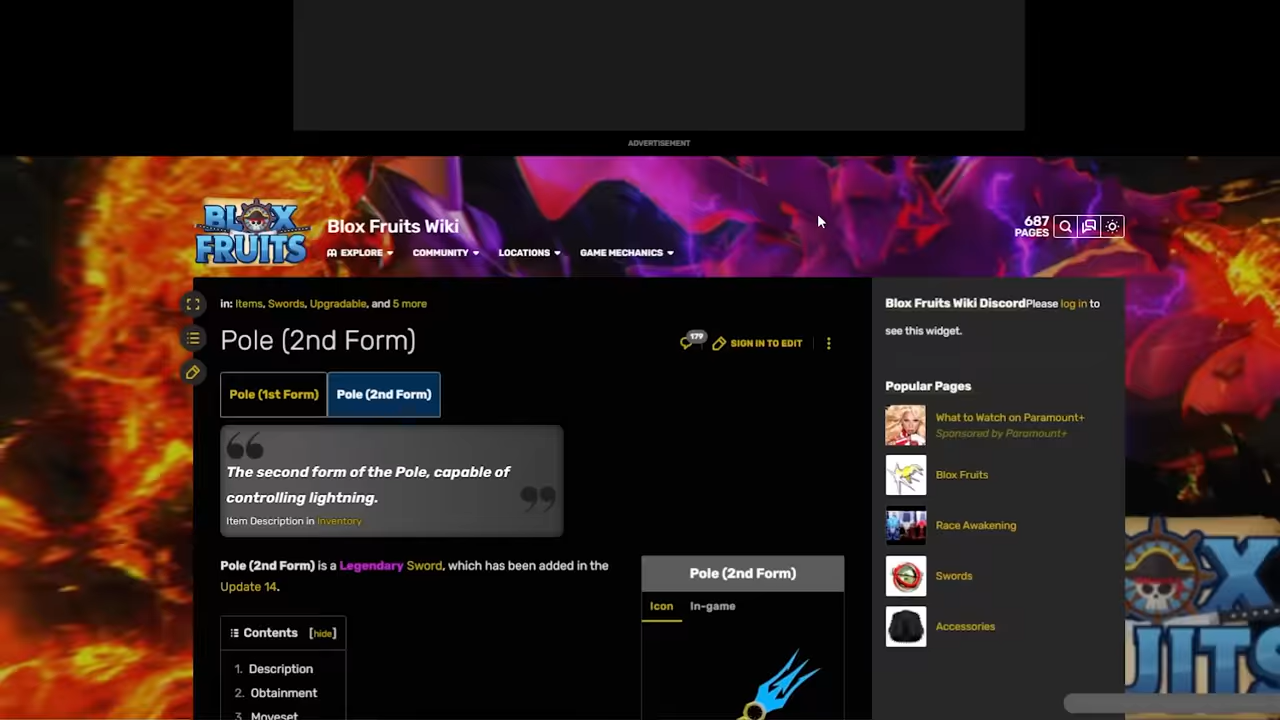 ADVERTISEMENT
BLOX
FRUITS
Blox Fruits Wiki
EXPLORE
COMMUNITY
LOCATIONS
GAME MECHANICS
687
PAGES
in: Items, Swords, Upgradable, and 5 more
Pole (2nd Form)
179
SIGN IN TO EDIT
Pole (1st Form)
Pole (2nd Form)
The second form of the Pole, capable of
controlling lightning.
Item Description in Inventory
Pole (2nd Form) is a Legendary Sword, which has been added in the
Update 14.
Contents [hide]
1. Description
2. Obtainment
3. Moveset
Pole (2nd Form)
Icon
In-game
Blox Fruits Wiki DiscordPlease log in to
see this widget.
Popular Pages
What to Watch on Paramount+
Sponsored by Paramount+
Blox Fruits
Race Awakening
Swords
Accessories